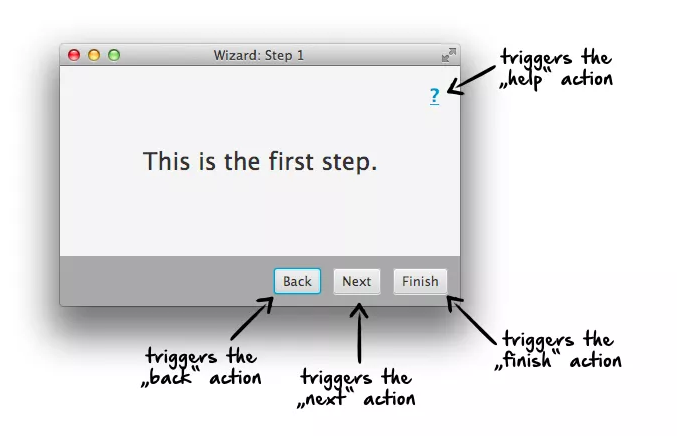 Wizard: Step 1
triggers the
„help“ action
?
This is the first step.
Back
Next
Finish
triggers the
„back“ action
triggers the
„next“ action
triggers the
„finish“ action